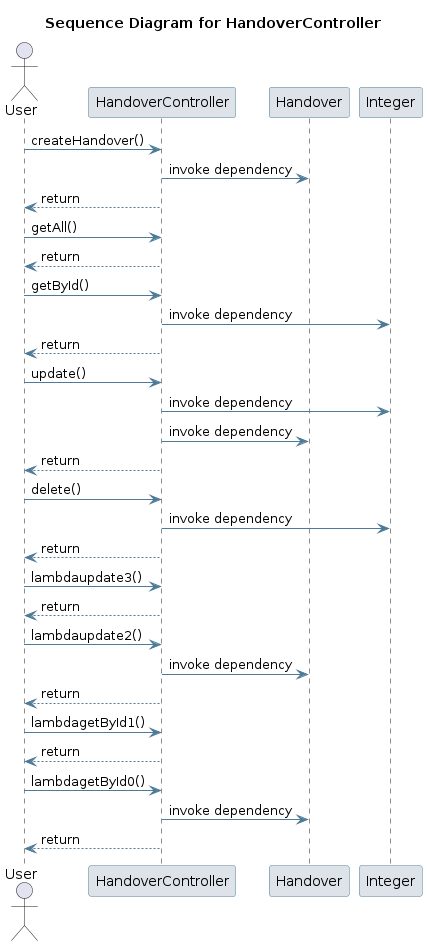 Sequence Diagram for HandoverController
User
HandoverController
Handover
Integer
createHandover()
invoke dependency
return
getAll()
return
getById()
invoke dependency
return
update()
invoke dependency
invoke dependency
return
delete()
invoke dependency
return
lambdaupdate3()
return
lambdaupdate2()
invoke dependency
return
lambdagetById1()
return
lambdagetById0()
invoke dependency
return
User
HandoverController
Handover
Integer